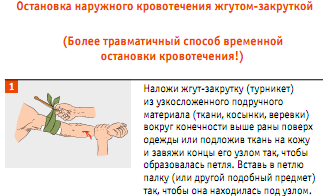 Остановка наружного кровотечения жгутом-закруткой
(Более травматичный способ временной
остановки кровотечения!)
1
Наложи жгут-закрутку (турникет)
из узкосложенного подручного
материала (ткани, косынки, веревки)
вокруг конечности выше раны поверх
одежды или подложив ткань на кожу
и завяжи концы его узлом так, чтобы
образовалась петля. Вставь в петлю
палку (или другой подобный предмет)
так, чтобы она находилась под узлом.